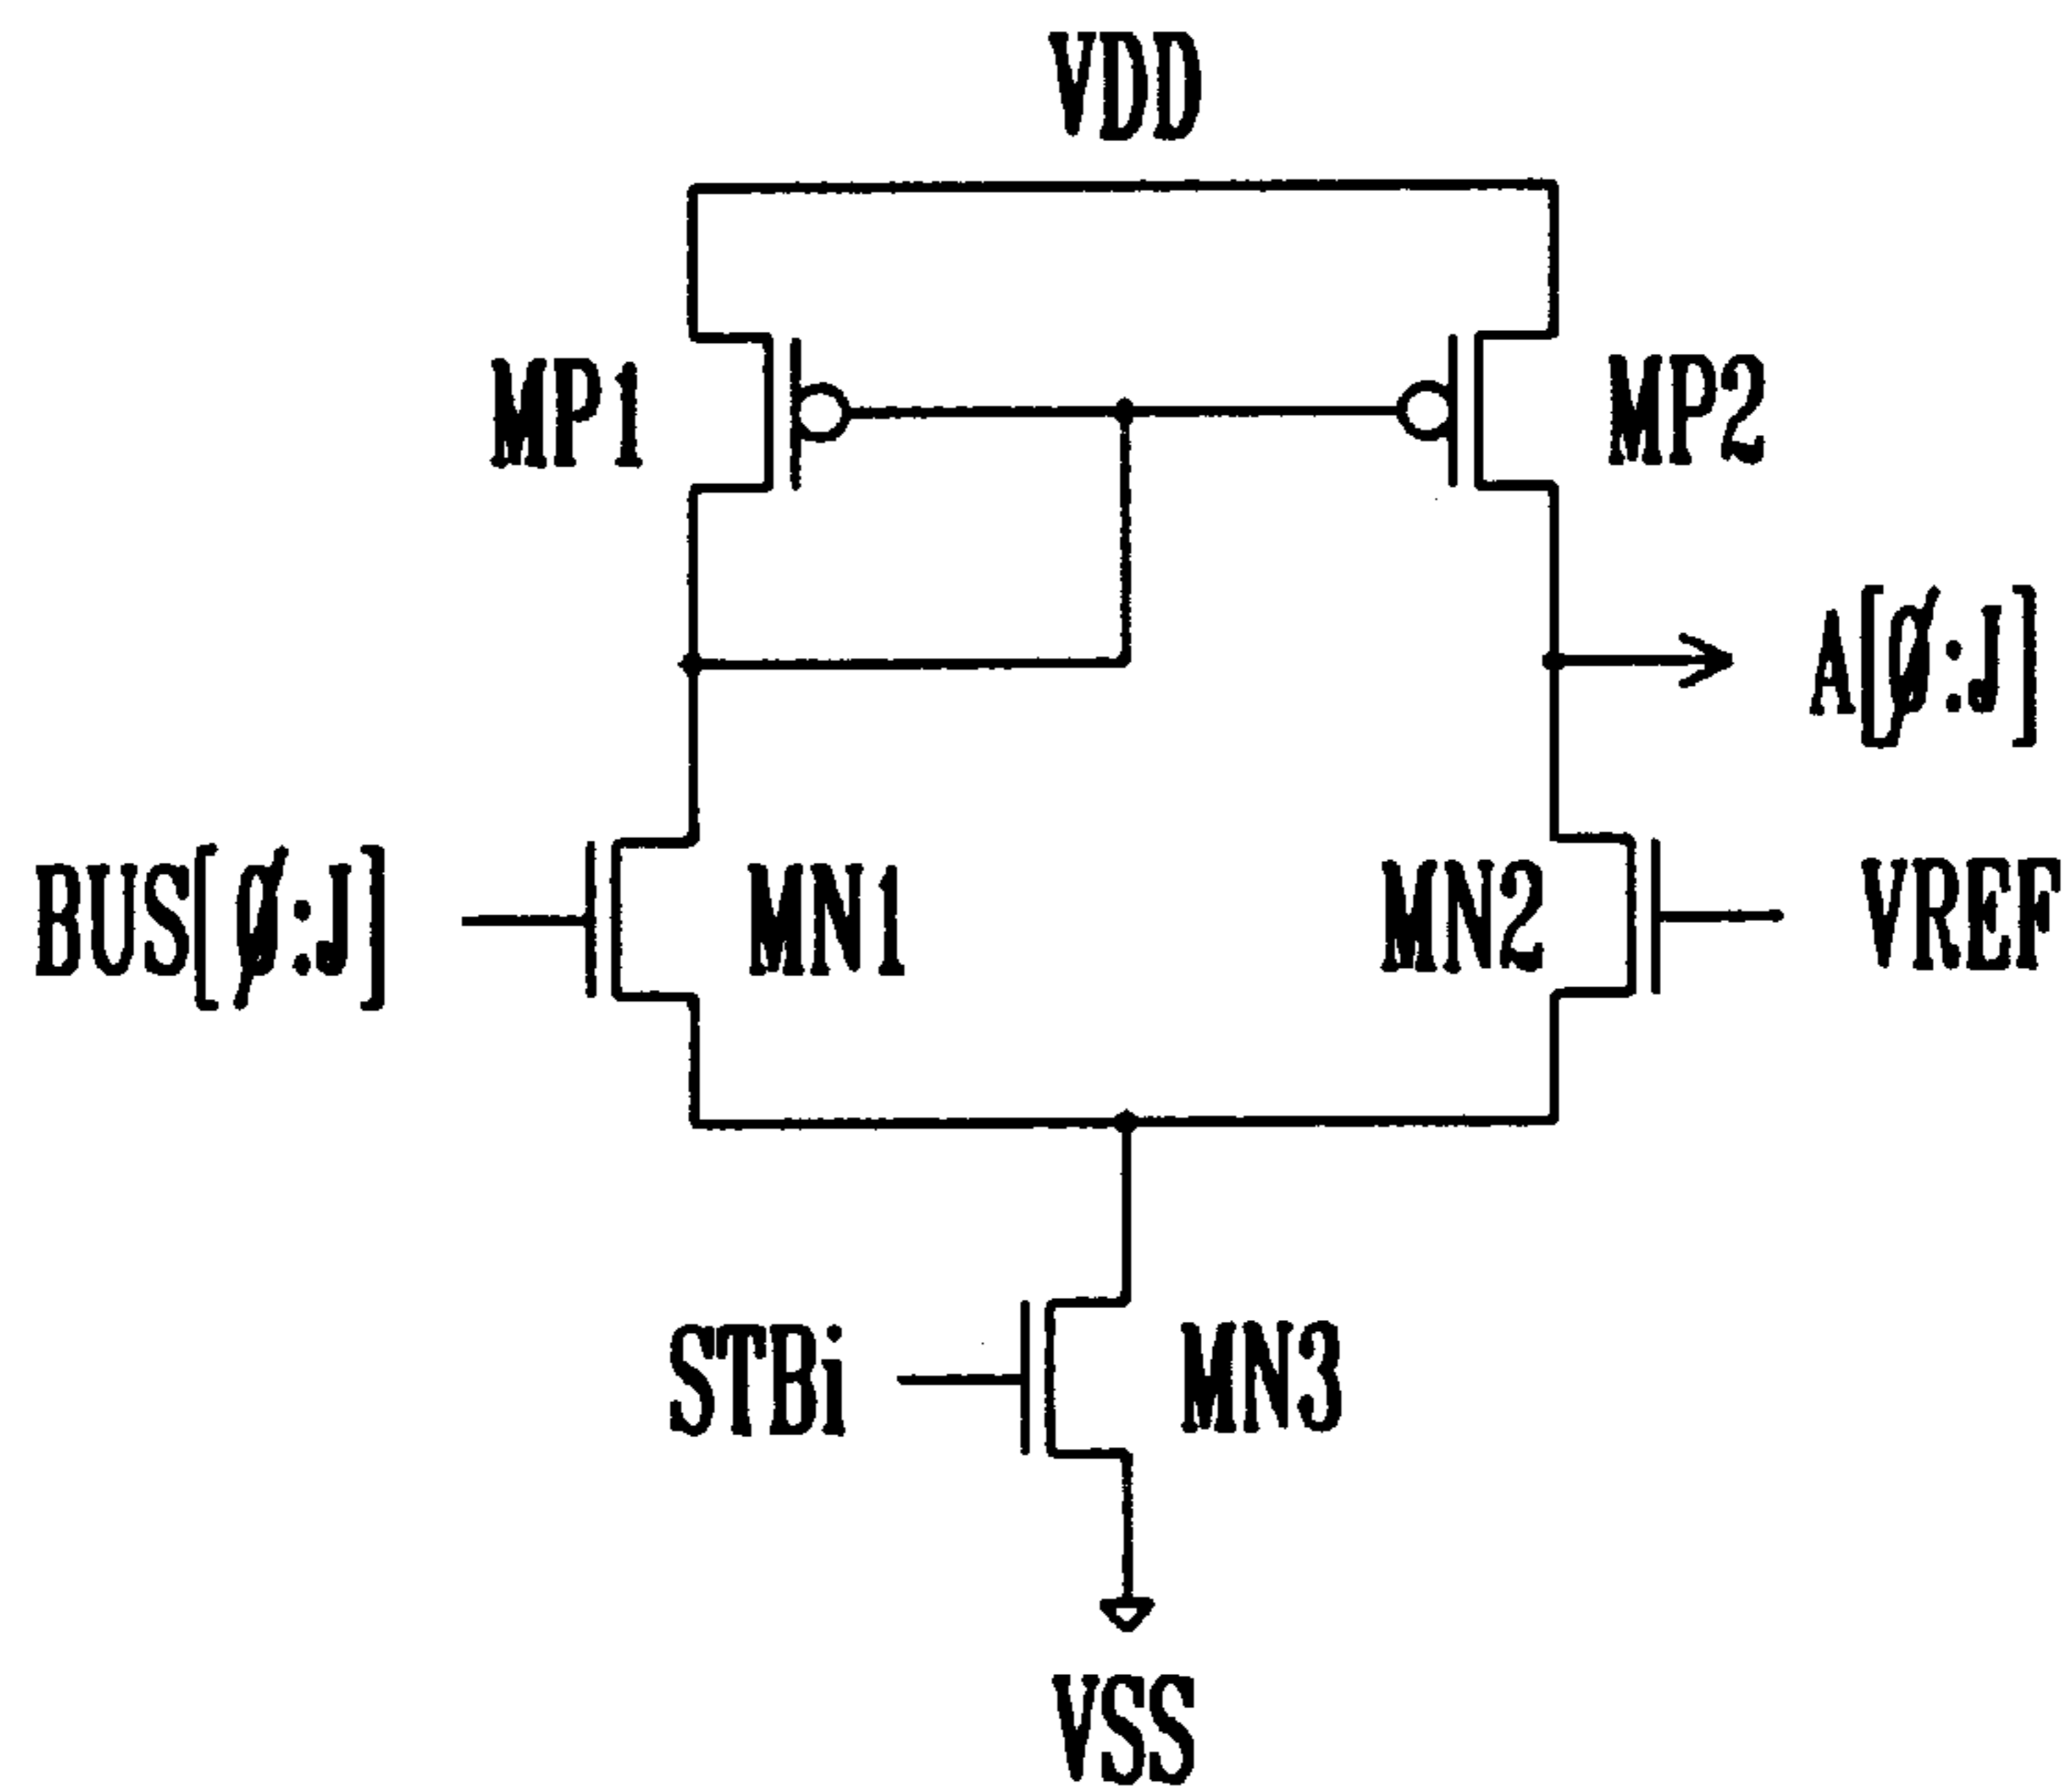 VDD
MP1
MP2
A[Ø:J]
BUS[Ø:J]
MN1
MN2
VREF
STBi
MN3
VSS